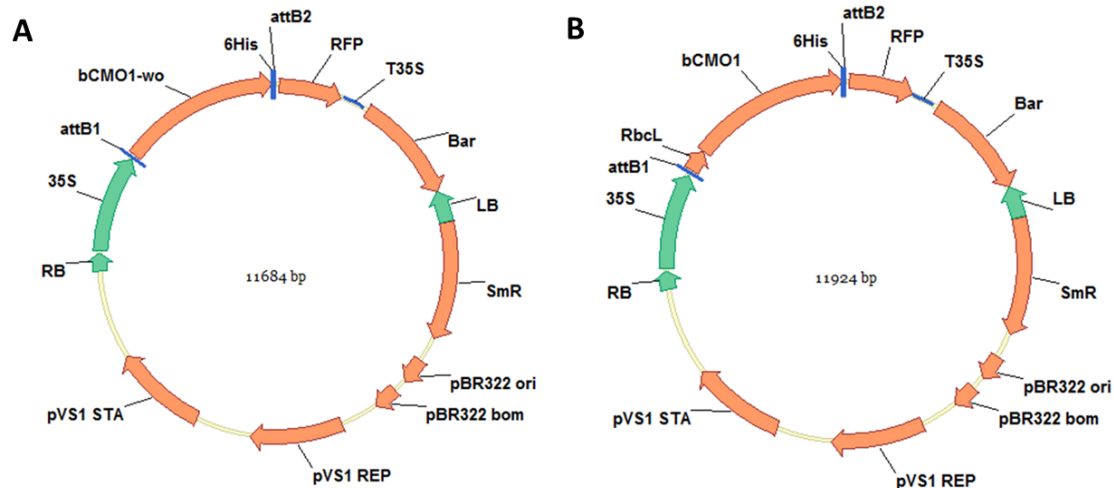 A
attB2
6His
RFP
bCMO1-wo
T35S
attB1
Bar
35S
LB
RB
11684 bp
SmR
pBR322 ori
pVS1 STA
pBR322 bom
pVS1 REP
B
attB2
6His
RFP
bCMO1
T35S
RbcL
Bar
attB1
35S
LB
RB
11924 bp
SmR
pBR322 ori
pVS1 STA
pBR322 bom
pVS1 REP